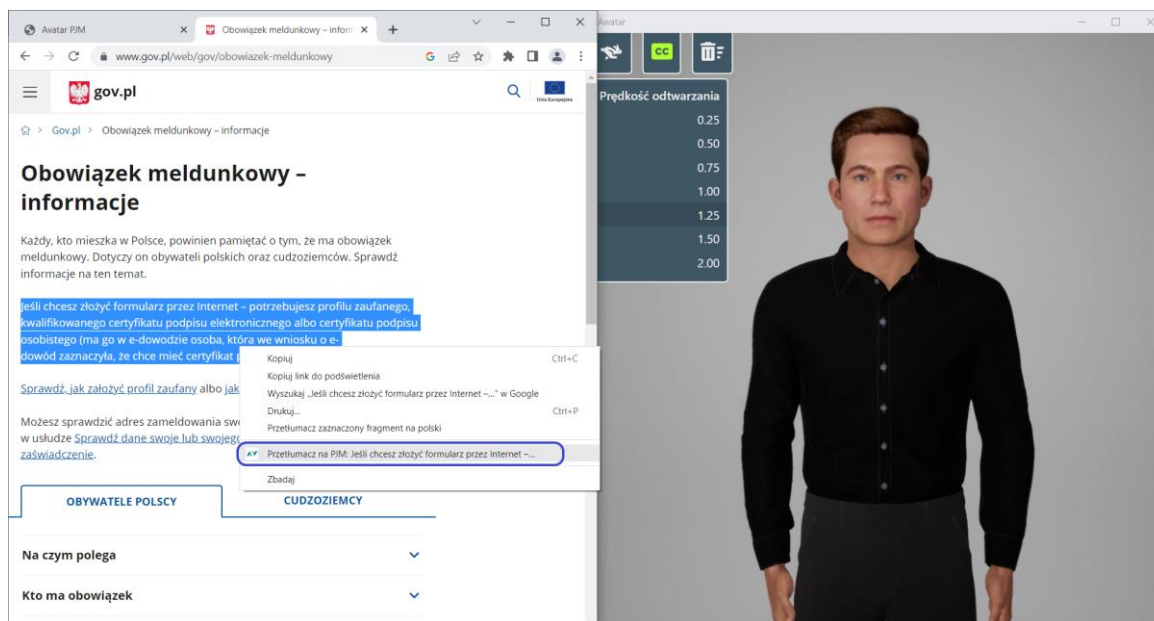 Avatar PJM
Obowiązek meldunkowy – inform
www.gov.pl/web/gov/obowiazek-meldunkowy
gov.pl
Unia Europejska
Gov.pl > Obowiązek meldunkowy – informacje
Obowiązek meldunkowy –
informacje
Każdy, kto mieszka w Polsce, powinien pamiętać o tym, że ma obowiązek
meldunkowy. Dotyczy on obywateli polskich oraz cudzoziemców. Sprawdź
informacje na ten temat.
Jeśli chcesz złożyć formularz przez Internet – potrzebujesz profilu zaufanego,
kwalifikowanego certyfikatu podpisu elektronicznego albo certyfikatu podpisu
osobistego (ma go w e-dowodzie osoba, która we wniosku o e-
dowód zaznaczyła, że chce mieć certyfikat
Sprawdź, jak założyć profil zaufany albo jak
Możesz sprawdzić adres zameldowania
w usłudze Sprawdź dane swoje lub swojego
zaświadczenie.
Kopiuj Ctrl+C
Kopiuj link do podświetlenia
Wyszukaj „Jeśli chcesz złożyć formularz przez Internet –...” w Google
Drukuj... Ctrl+P
Przetłumacz zaznaczony fragment na polski
Przetłumacz na PJM: Jeśli chcesz złożyć formularz przez Internet –...
Zbadaj
OBYWATELE POLSCY CUDZOZIEMCY
Na czym polega
Kto ma obowiązek
Avatar
CC
Prędkość odtwarzania
0.25
0.50
0.75
1.00
1.25
1.50
2.00